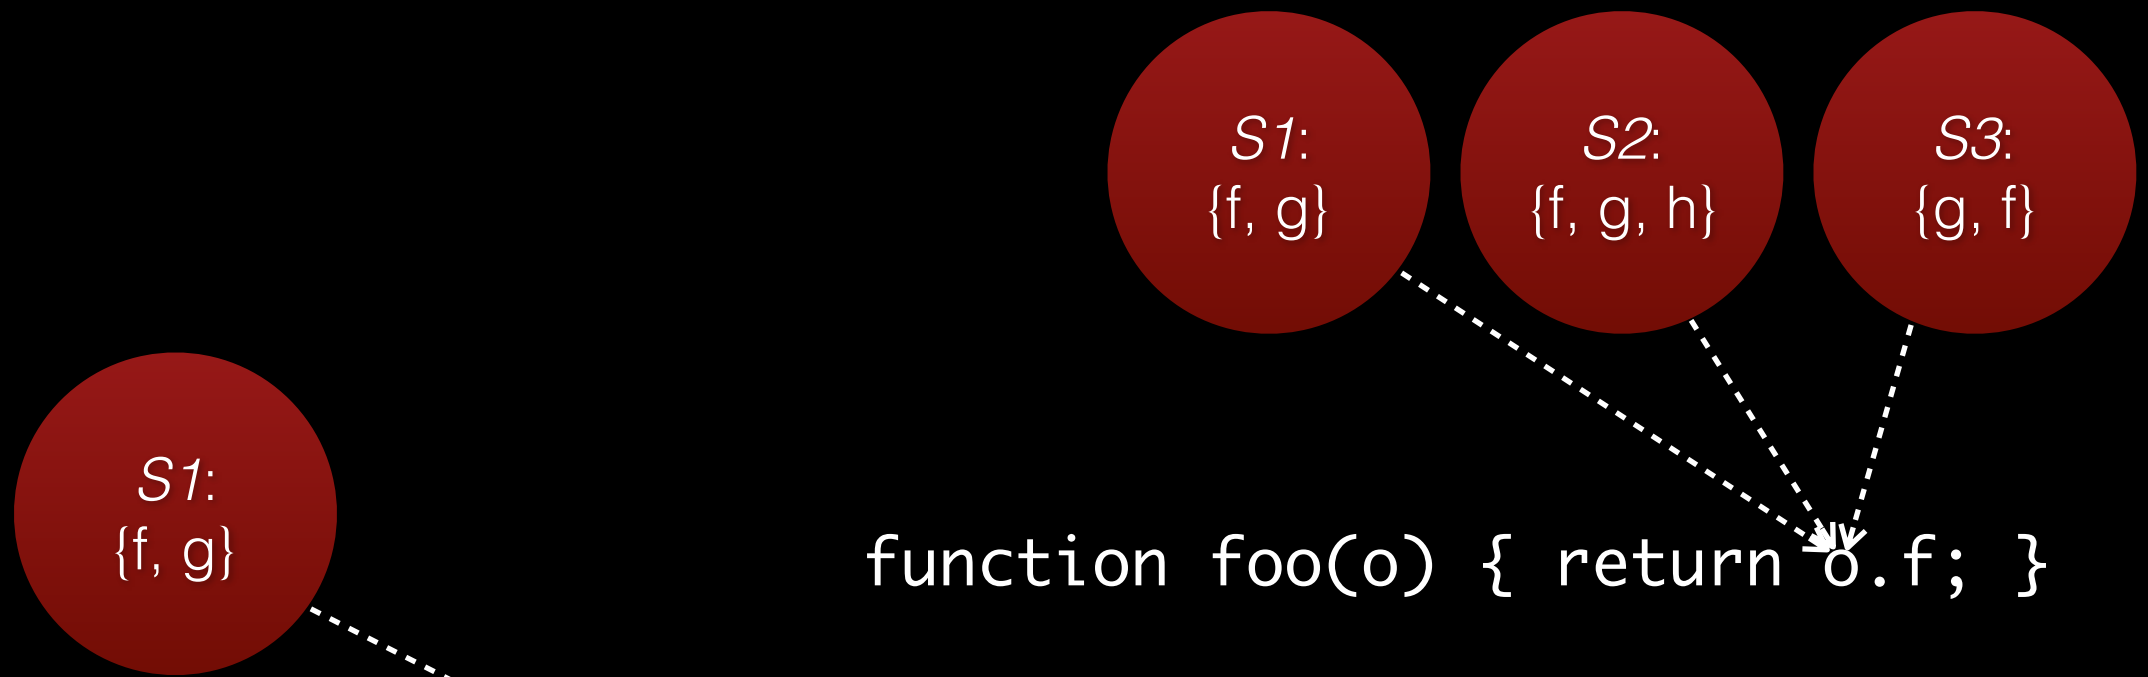 S1:
{f, g}
S2:
{f, g, h}
S3:
{g, f}
S1:
{f, g}
function foo(o) { return o.f; }